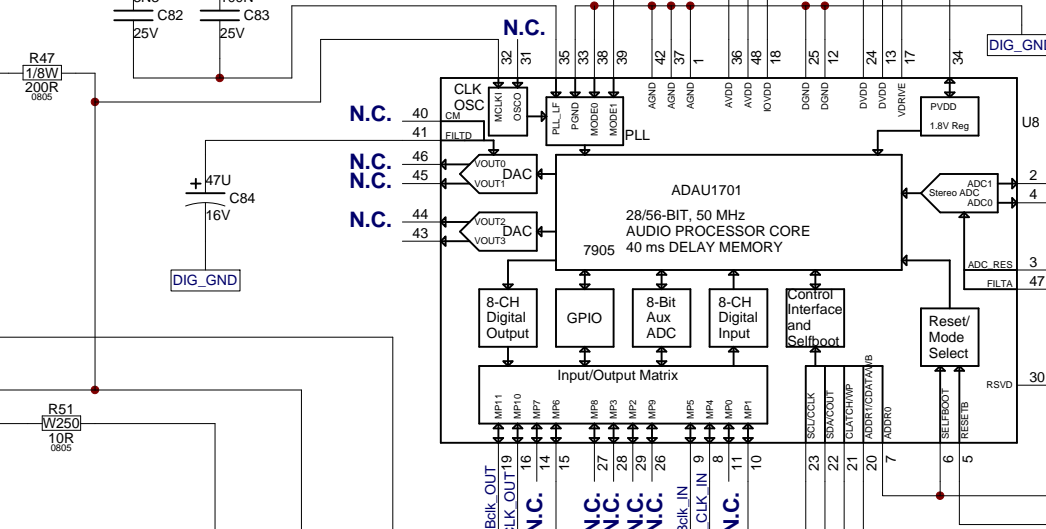 C82
25V
C83
25V
N.C.
32
31
35
33
38
39
42
37
1
36
48
18
25
12
24
13
17
34
DIG_GND
R47
1/8W
200R
0805
CLK
OSC
MCLKI
OSCO
PLL_LF
PGND
MODE0
MODE1
PLL
AGND
AGND
AGND
AVDD
AVDD
IOVDD
DGND
DGND
DVDD
DVDD
VDRIVE
PVDD
1.8V Reg
U8
N.C.
40
CM
41
FILTD
N.C.
46
VOUT0
N.C.
45
VOUT1
DAC
N.C.
44
VOUT2
43
VOUT3
DAC
+
47U
C84
16V
DIG_GND
ADAU1701
28/56-BIT, 50 MHz
AUDIO PROCESSOR CORE
40 ms DELAY MEMORY
7905
Stereo ADC
ADC1
2
ADC0
4
ADC_RES
3
FILTA
47
8-CH
Digital
Output
GPIO
8-Bit
Aux
ADC
8-CH
Digital
Input
Control
Interface
and
Selfboot
Reset/
Mode
Select
RSVD
30
Input/Output Matrix
MP11
MP10
MP7
MP6
MP8
MP3
MP2
MP9
MP5
MP4
MP0
MP1
SCL/CCLK
SDA/COUT
CLATCH/WP
ADDR1/CDATA/WB
ADDR0
SELFBOOT
RESETB
R51
W250
10R
0805
19
16
14
15
27
28
29
26
9
8
11
10
23
22
21
20
7
6
5
Bclk_OUT
CLK_OUT
N.C.
N.C.
N.C.
N.C.
N.C.
Bclk_IN
_CLK_IN
N.C.